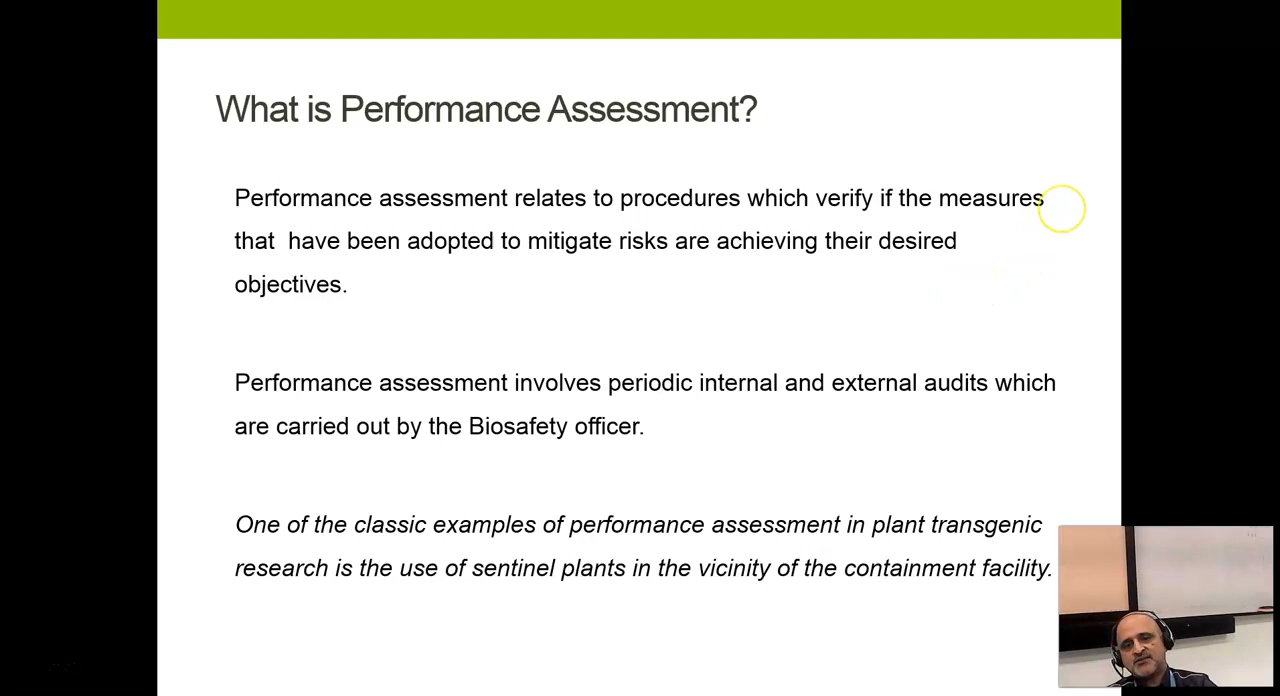 What is Performance Assessment?
Performance assessment relates to procedures which verify if the measures
that  have been adopted to mitigate risks are achieving their desired
objectives.
Performance assessment involves periodic internal and external audits which
are carried out by the Biosafety officer.
One of the classic examples of performance assessment in plant transgenic
research is the use of sentinel plants in the vicinity of the containment facility.